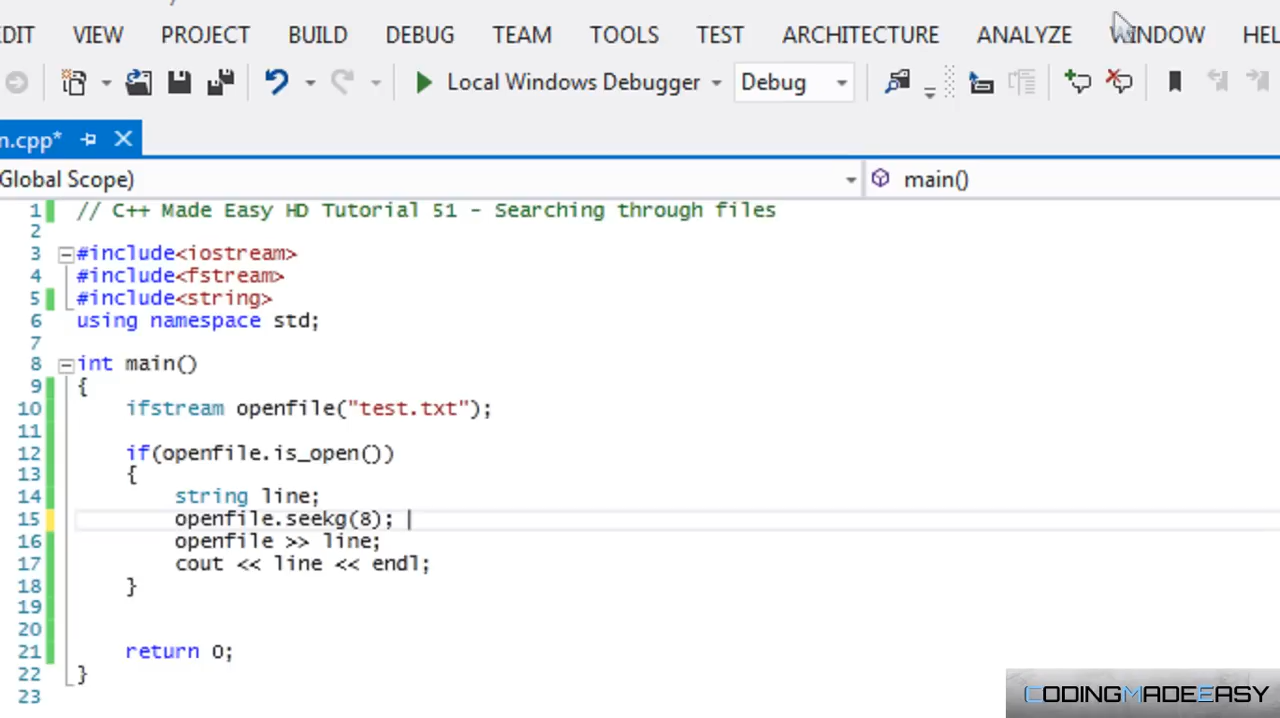 EDIT VIEW PROJECT BUILD DEBUG TEAM TOOLS TEST ARCHITECTURE ANALYZE WINDOW HEL
Local Windows Debugger Debug
n.cpp*
Global Scope) main()
1 // C++ Made Easy HD Tutorial 51 - Searching through files
2
3 #include<iostream>
4 #include<fstream>
5 #include<string>
6 using namespace std;
7
8 int main()
9 {
10 ifstream openfile("test.txt");
11
12 if(openfile.is_open())
13 {
14 string line;
15 openfile.seekg(8);
16 openfile >> line;
17 cout << line << endl;
18 }
19
20
21 return 0;
22 }
23
CODINGMADEEASY